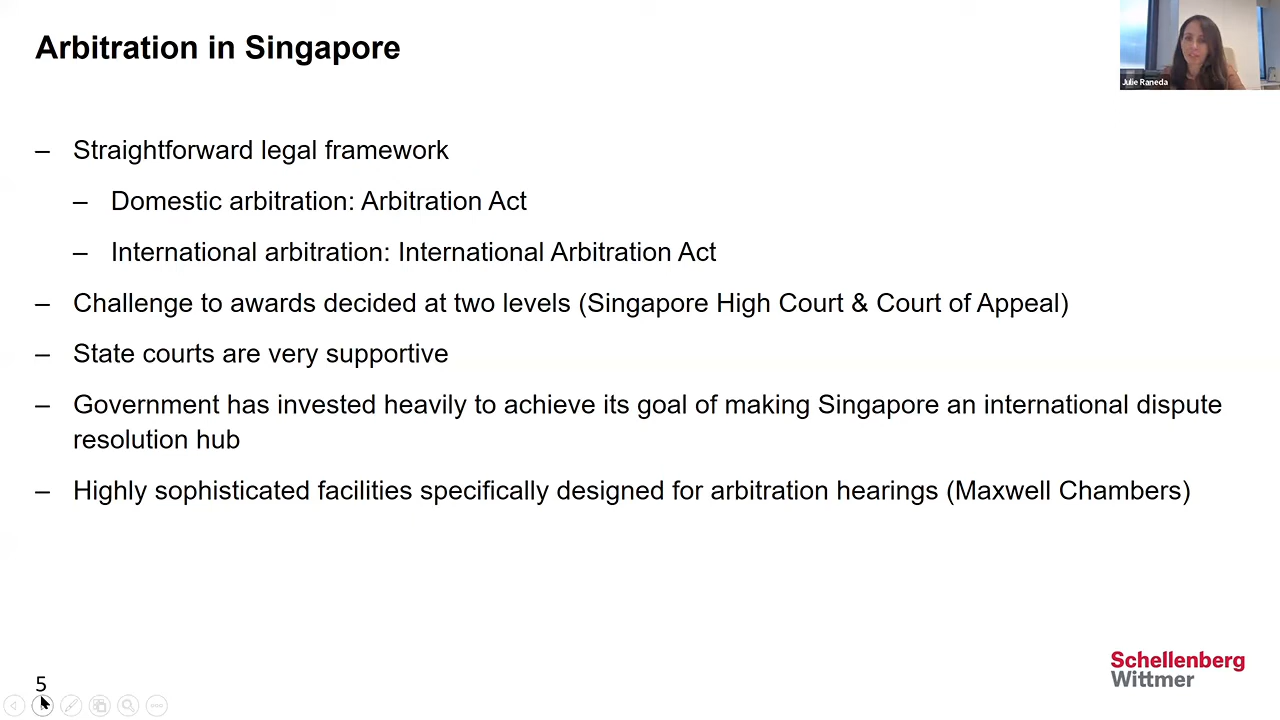 Arbitration in Singapore
Julie Raneda
– Straightforward legal framework
– Domestic arbitration: Arbitration Act
– International arbitration: International Arbitration Act
– Challenge to awards decided at two levels (Singapore High Court & Court of Appeal)
– State courts are very supportive
– Government has invested heavily to achieve its goal of making Singapore an international dispute
resolution hub
– Highly sophisticated facilities specifically designed for arbitration hearings (Maxwell Chambers)
Schellenberg
Wittmer
5